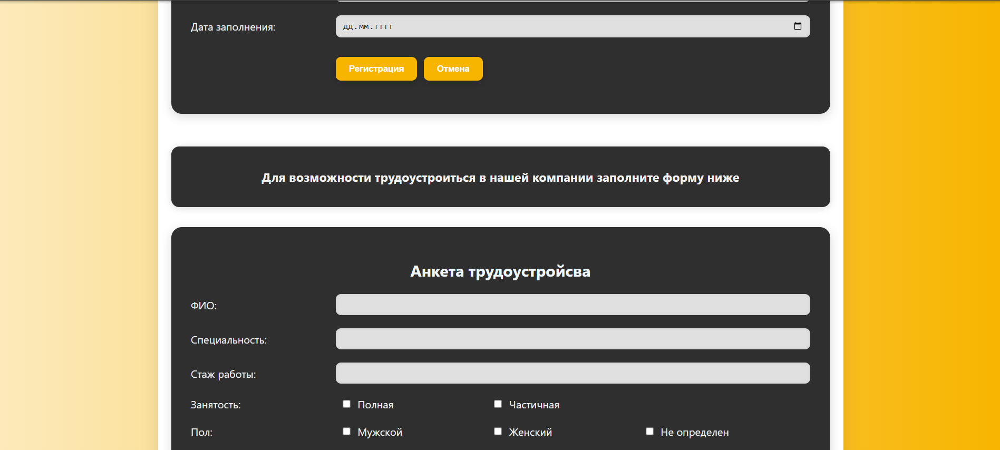 Дата заполнения:
дд.мм.гггг
Регистрация Отмена
Для возможности трудоустроиться в нашей компании заполните форму ниже
Анкета трудоустройсва
ФИО:
Специальность:
Стаж работы:
Занятость: Полная Частичная
Пол: Мужской Женский Не определен